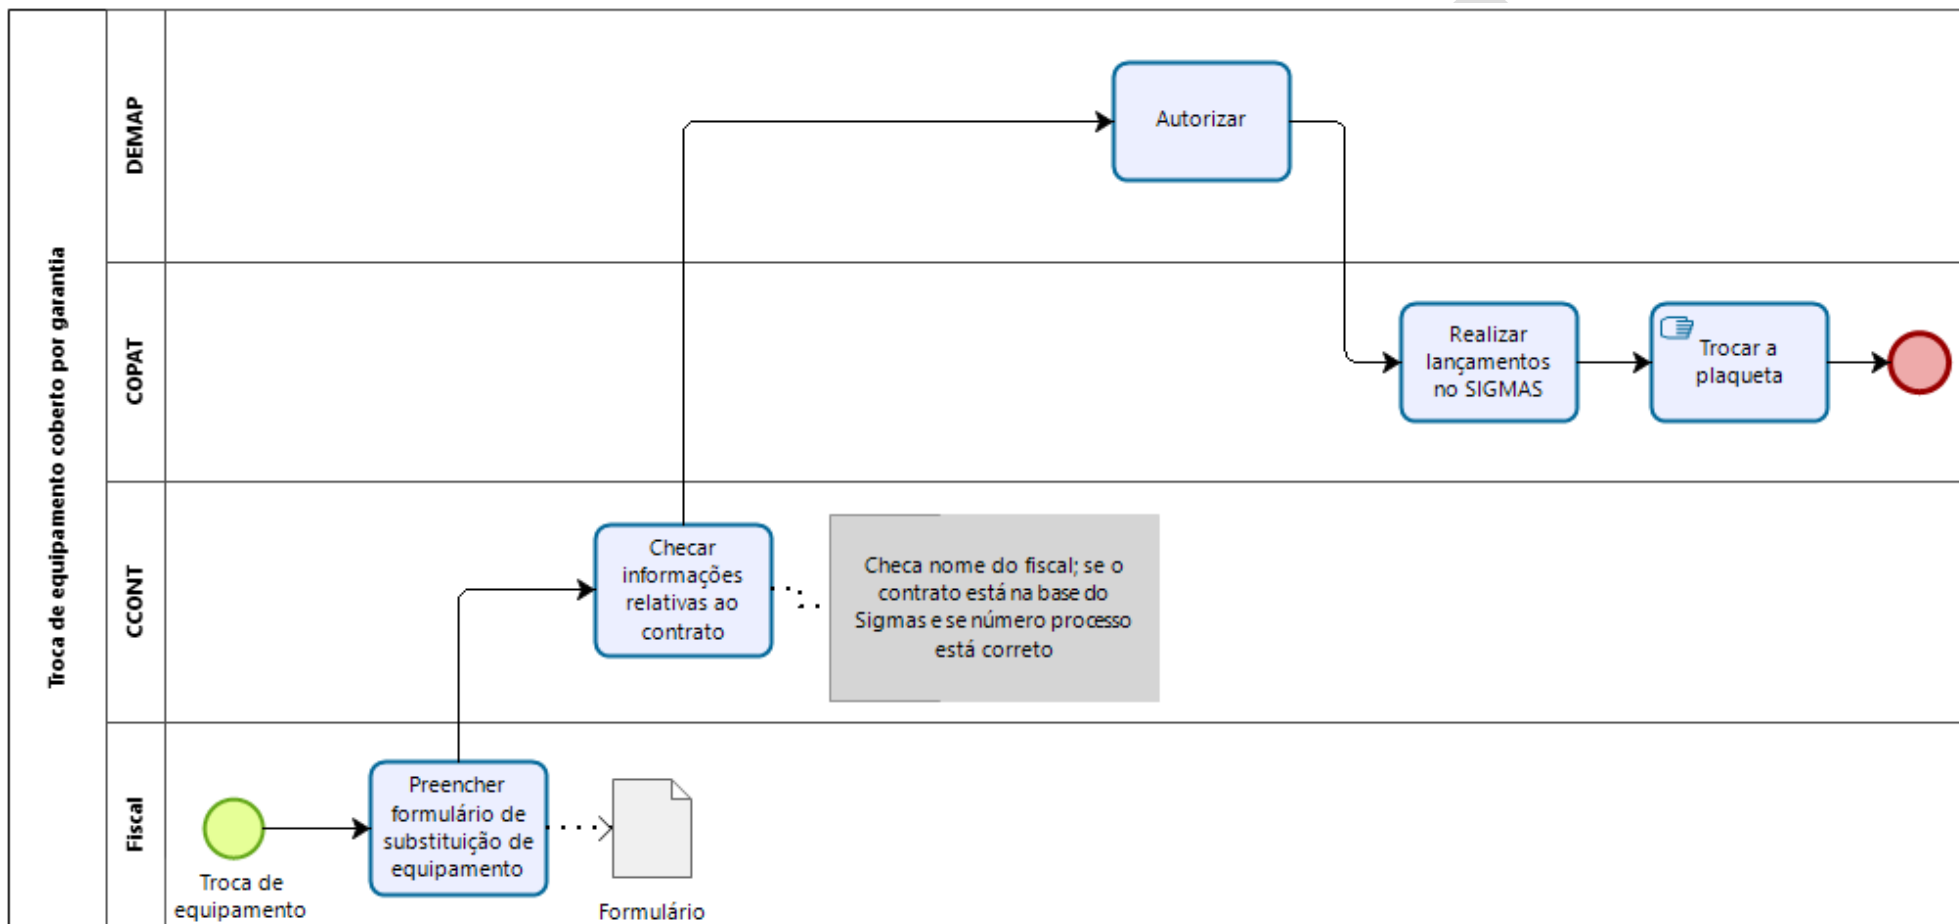 Troca de equipamento coberto por garantia
DEMAP
Autorizar
COPAT
Realizar
lançamentos
no SIGMAS
Trocar a
plaqueta
CCONT
Checar
informações
relativas ao
contrato
Checa nome do fiscal; se o
contrato está na base do
Sigmas e se número processo
está correto
Fiscal
Troca de
equipamento
Preencher
formulário de
substituição de
equipamento
Formulário